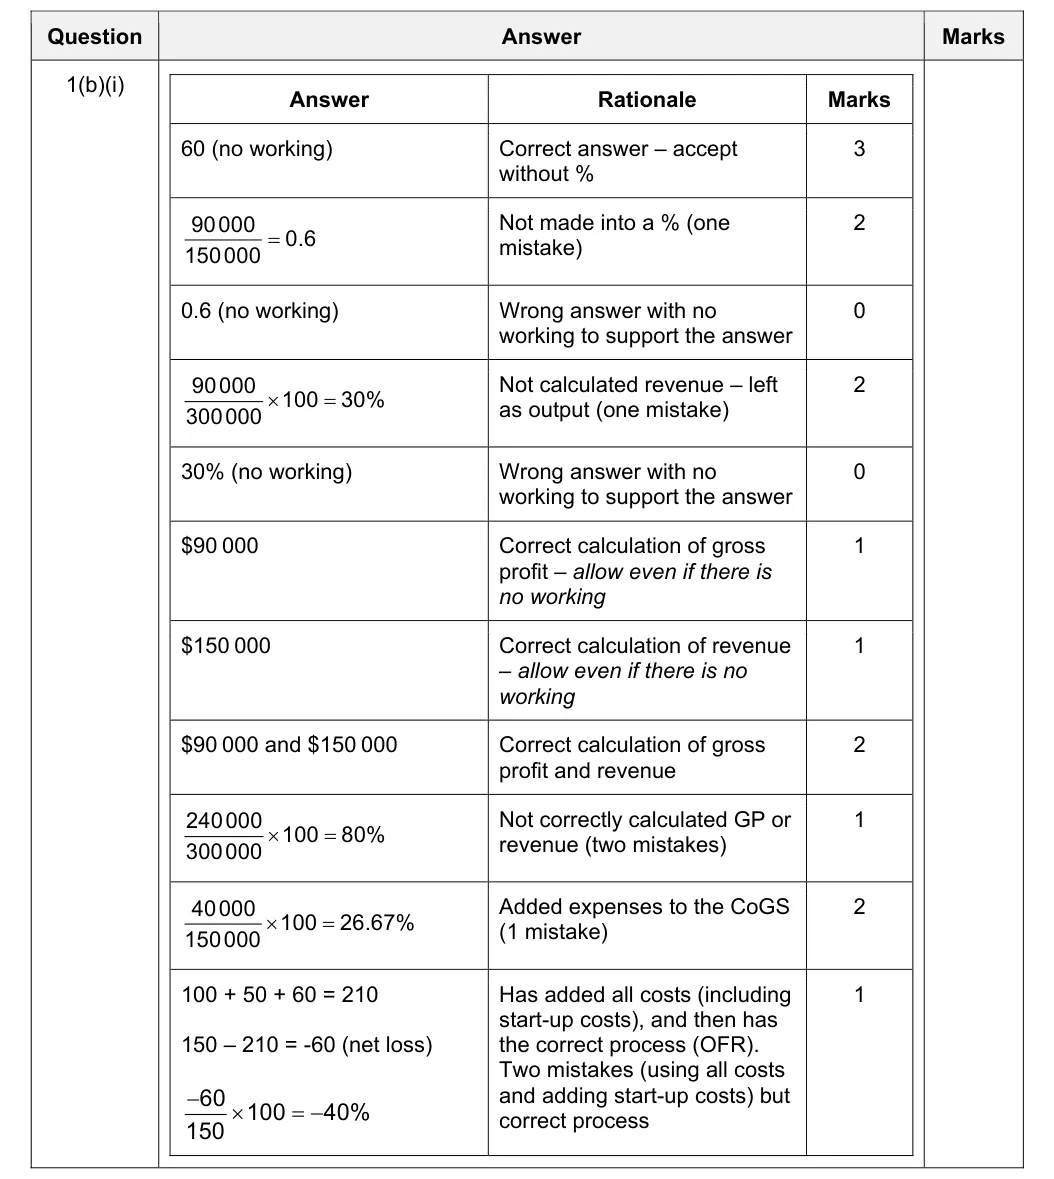 Question Answer Marks
1(b)(i)
Answer Rationale Marks
60 (no working) Correct answer – accept 3
without %
90 000
150 000
= 0.6
Not made into a % (one 2
mistake)
0.6 (no working) Wrong answer with no 0
working to support the answer
90 000
300 000
×100 = 30%
Not calculated revenue – left 2
as output (one mistake)
30% (no working) Wrong answer with no 0
working to support the answer
$90 000 Correct calculation of gross 1
profit – allow even if there is
no working
$150 000 Correct calculation of revenue 1
– allow even if there is no
working
$90 000 and $150 000 Correct calculation of gross 2
profit and revenue
240 000
300 000
×100 = 80%
Not correctly calculated GP or 1
revenue (two mistakes)
40 000
150 000
×100 = 26.67%
Added expenses to the CoGS 2
(1 mistake)
100 + 50 + 60 = 210
150 – 210 = -60 (net loss)
–60
150
×100 = –40%
Has added all costs (including 1
start-up costs), and then has
the correct process (OFR).
Two mistakes (using all costs
and adding start-up costs) but
correct process